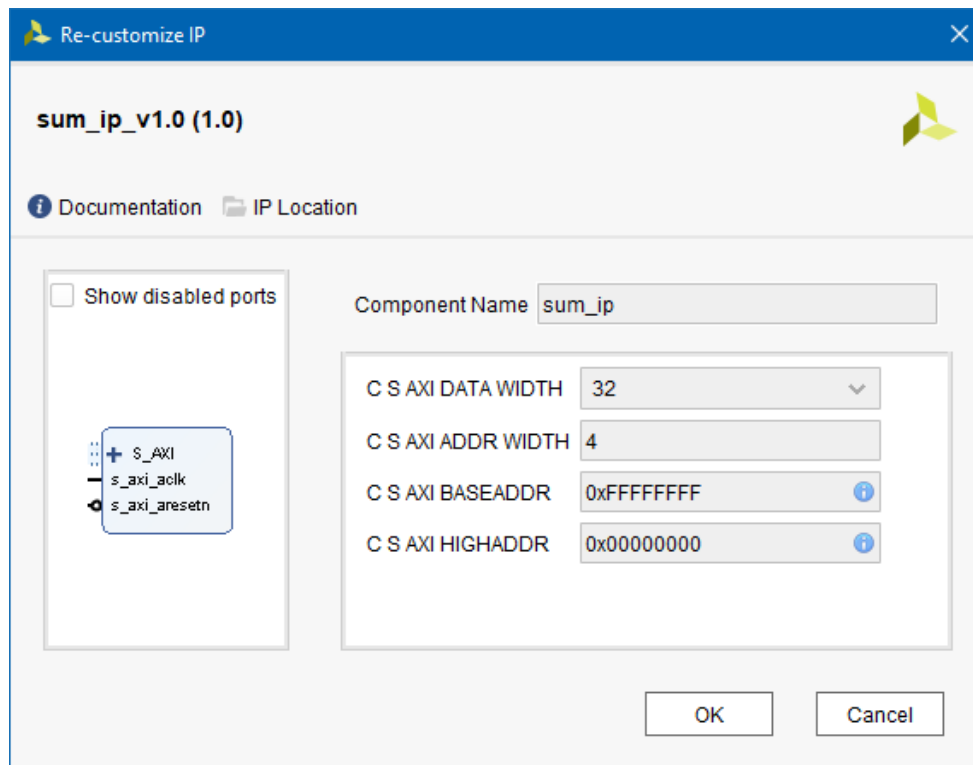 Re-customize IP
sum_ip_v1.0 (1.0)
Documentation IP Location
Show disabled ports
S_AXI
s_axi_aclk
s_axi_aresetn
Component Name sum_ip
C S AXI DATA WIDTH 32
C S AXI ADDR WIDTH 4
C S AXI BASEADDR 0xFFFFFFFF
C S AXI HIGHADDR 0x00000000
OK Cancel